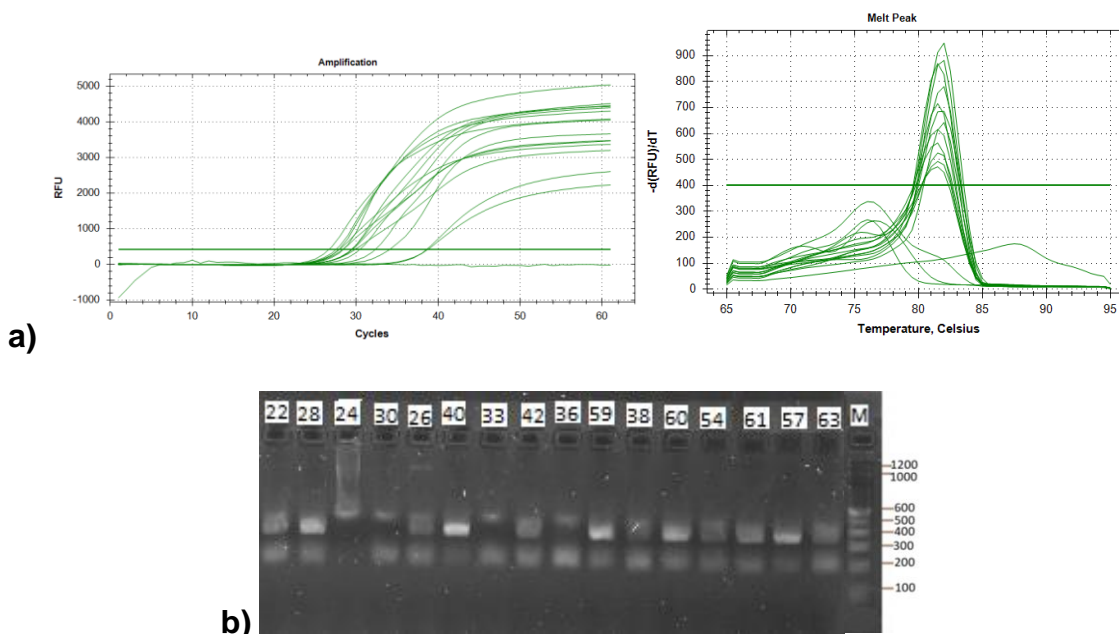 Amplification
RFU
5000
4000
3000
2000
1000
0
-1000
0 10 20 30 40 50 60
Cycles
Melt Peak
-d(RFU)/dT
900
800
700
600
500
400
300
200
100
0
65 70 75 80 85 90 95
Temperature, Celsius
a)
22 28 24 30 26 40 33 42 36 59 38 60 54 61 57 63 M
1200
1000
600
500
400
300
200
100
b)